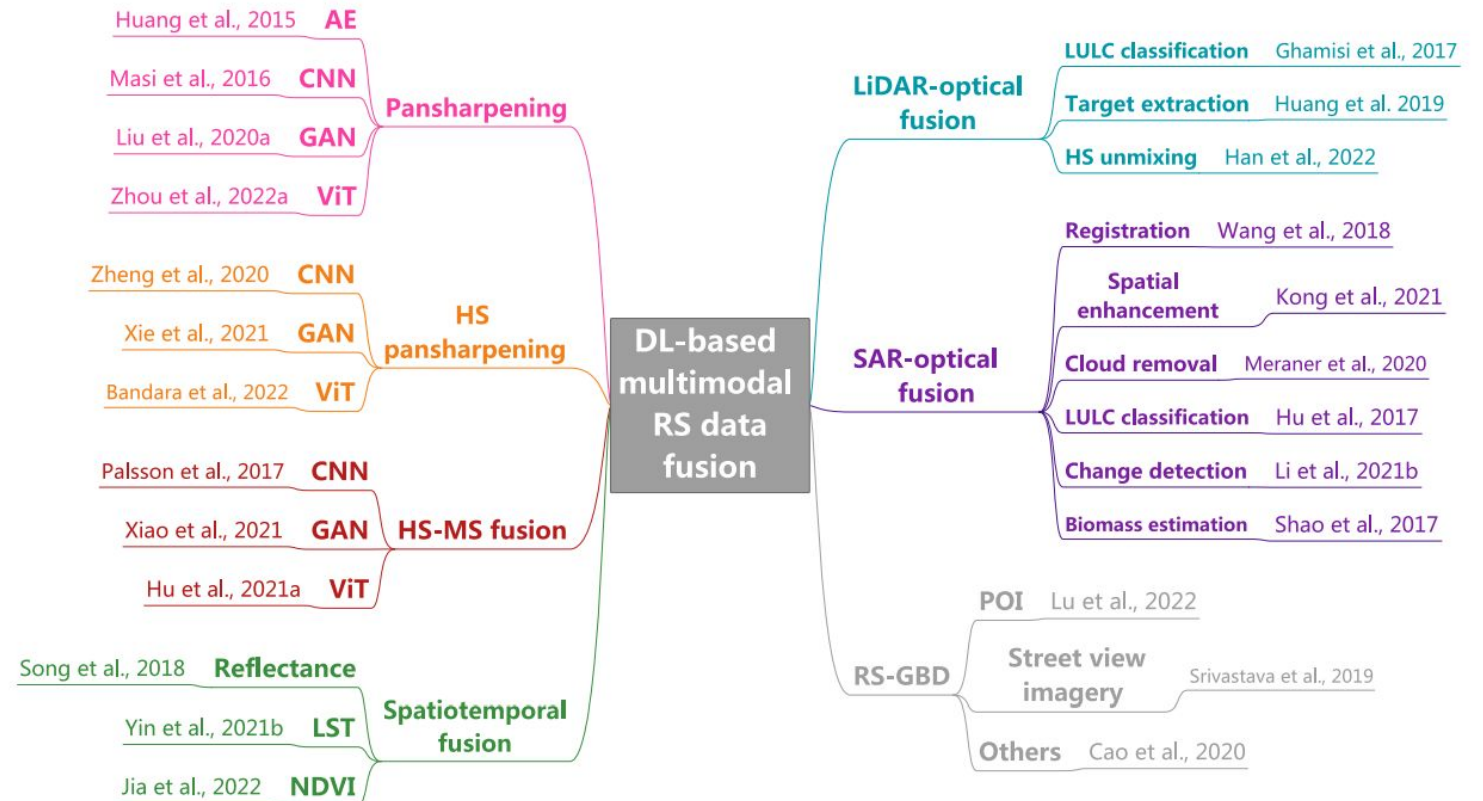 Huang et al., 2015 AE
Masi et al., 2016 CNN
Liu et al., 2020a GAN
Zhou et al., 2022a ViT
Pansharpening
Zheng et al., 2020 CNN
Xie et al., 2021 GAN
Bandara et al., 2022 ViT
HS
pansharpening
Palsson et al., 2017 CNN
Xiao et al., 2021 GAN
Hu et al., 2021a ViT
HS-MS fusion
Song et al., 2018 Reflectance
Yin et al., 2021b LST
Jia et al., 2022 NDVI
Spatiotemporal
fusion
DL-based
multimodal
RS data
fusion
LiDAR-optical
fusion
LULC classification Ghamisi et al., 2017
Target extraction Huang et al. 2019
HS unmixing Han et al., 2022
SAR-optical
fusion
Registration Wang et al., 2018
Spatial
enhancement
Kong et al., 2021
Cloud removal Meraner et al., 2020
LULC classification Hu et al., 2017
Change detection Li et al., 2021b
Biomass estimation Shao et al., 2017
RS-GBD
POI Lu et al., 2022
Street view
imagery
Srivastava et al., 2019
Others Cao et al., 2020